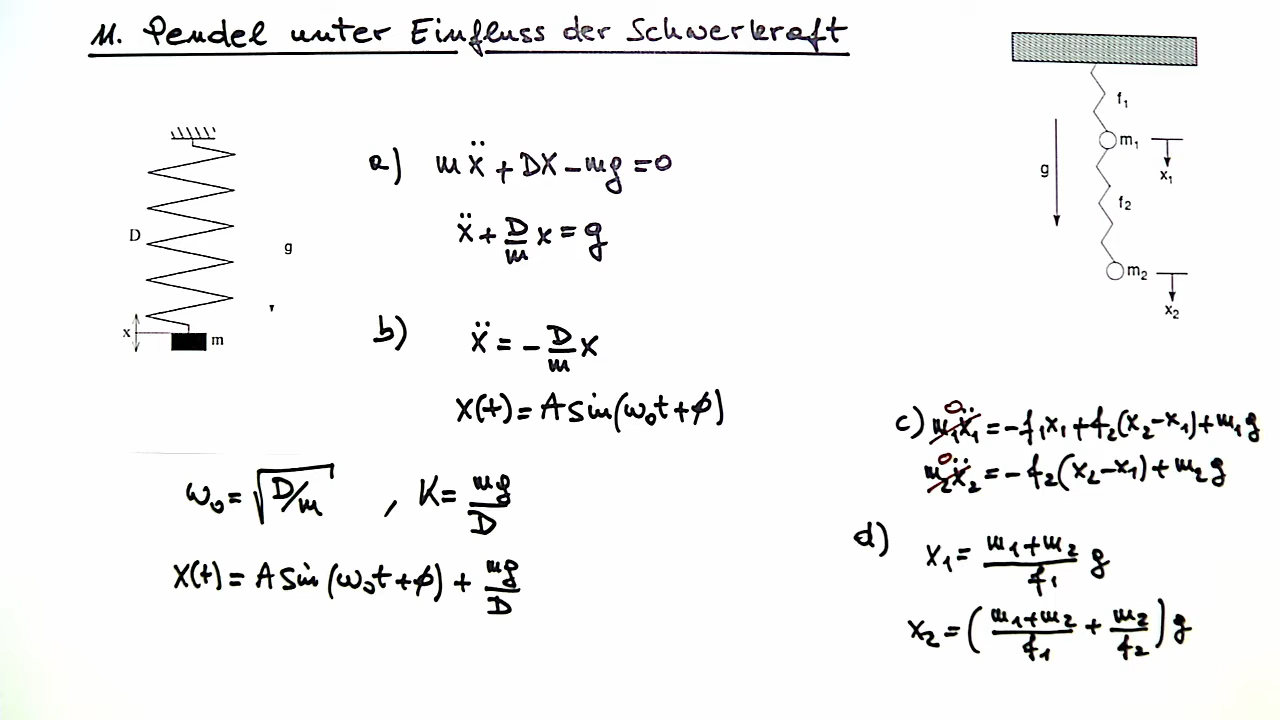 M. Pendel unter Einfluss der Schwerkraft
D
g
x
m
a) mẍ + Dx − mg = 0
ẍ + D/m x = g
b) ẍ = − D/m x
x(t) = A sin(ω₀t + ϕ)
ω₀ = √(D/m) , K = mg/D
x(t) = A sin(ω₀t + ϕ) + mg/D
f₁
m₁
x₁
g
f₂
m₂
x₂
0
c) m₁ẍ₁ = −f₁x₁ + f₂(x₂ − x₁) + m₁g
0
m₂ẍ₂ = −f₂(x₂ − x₁) + m₂g
d) x₁ = (m₁ + m₂)/f₁ g
x₂ = ((m₁ + m₂)/f₁ + m₂/f₂) g